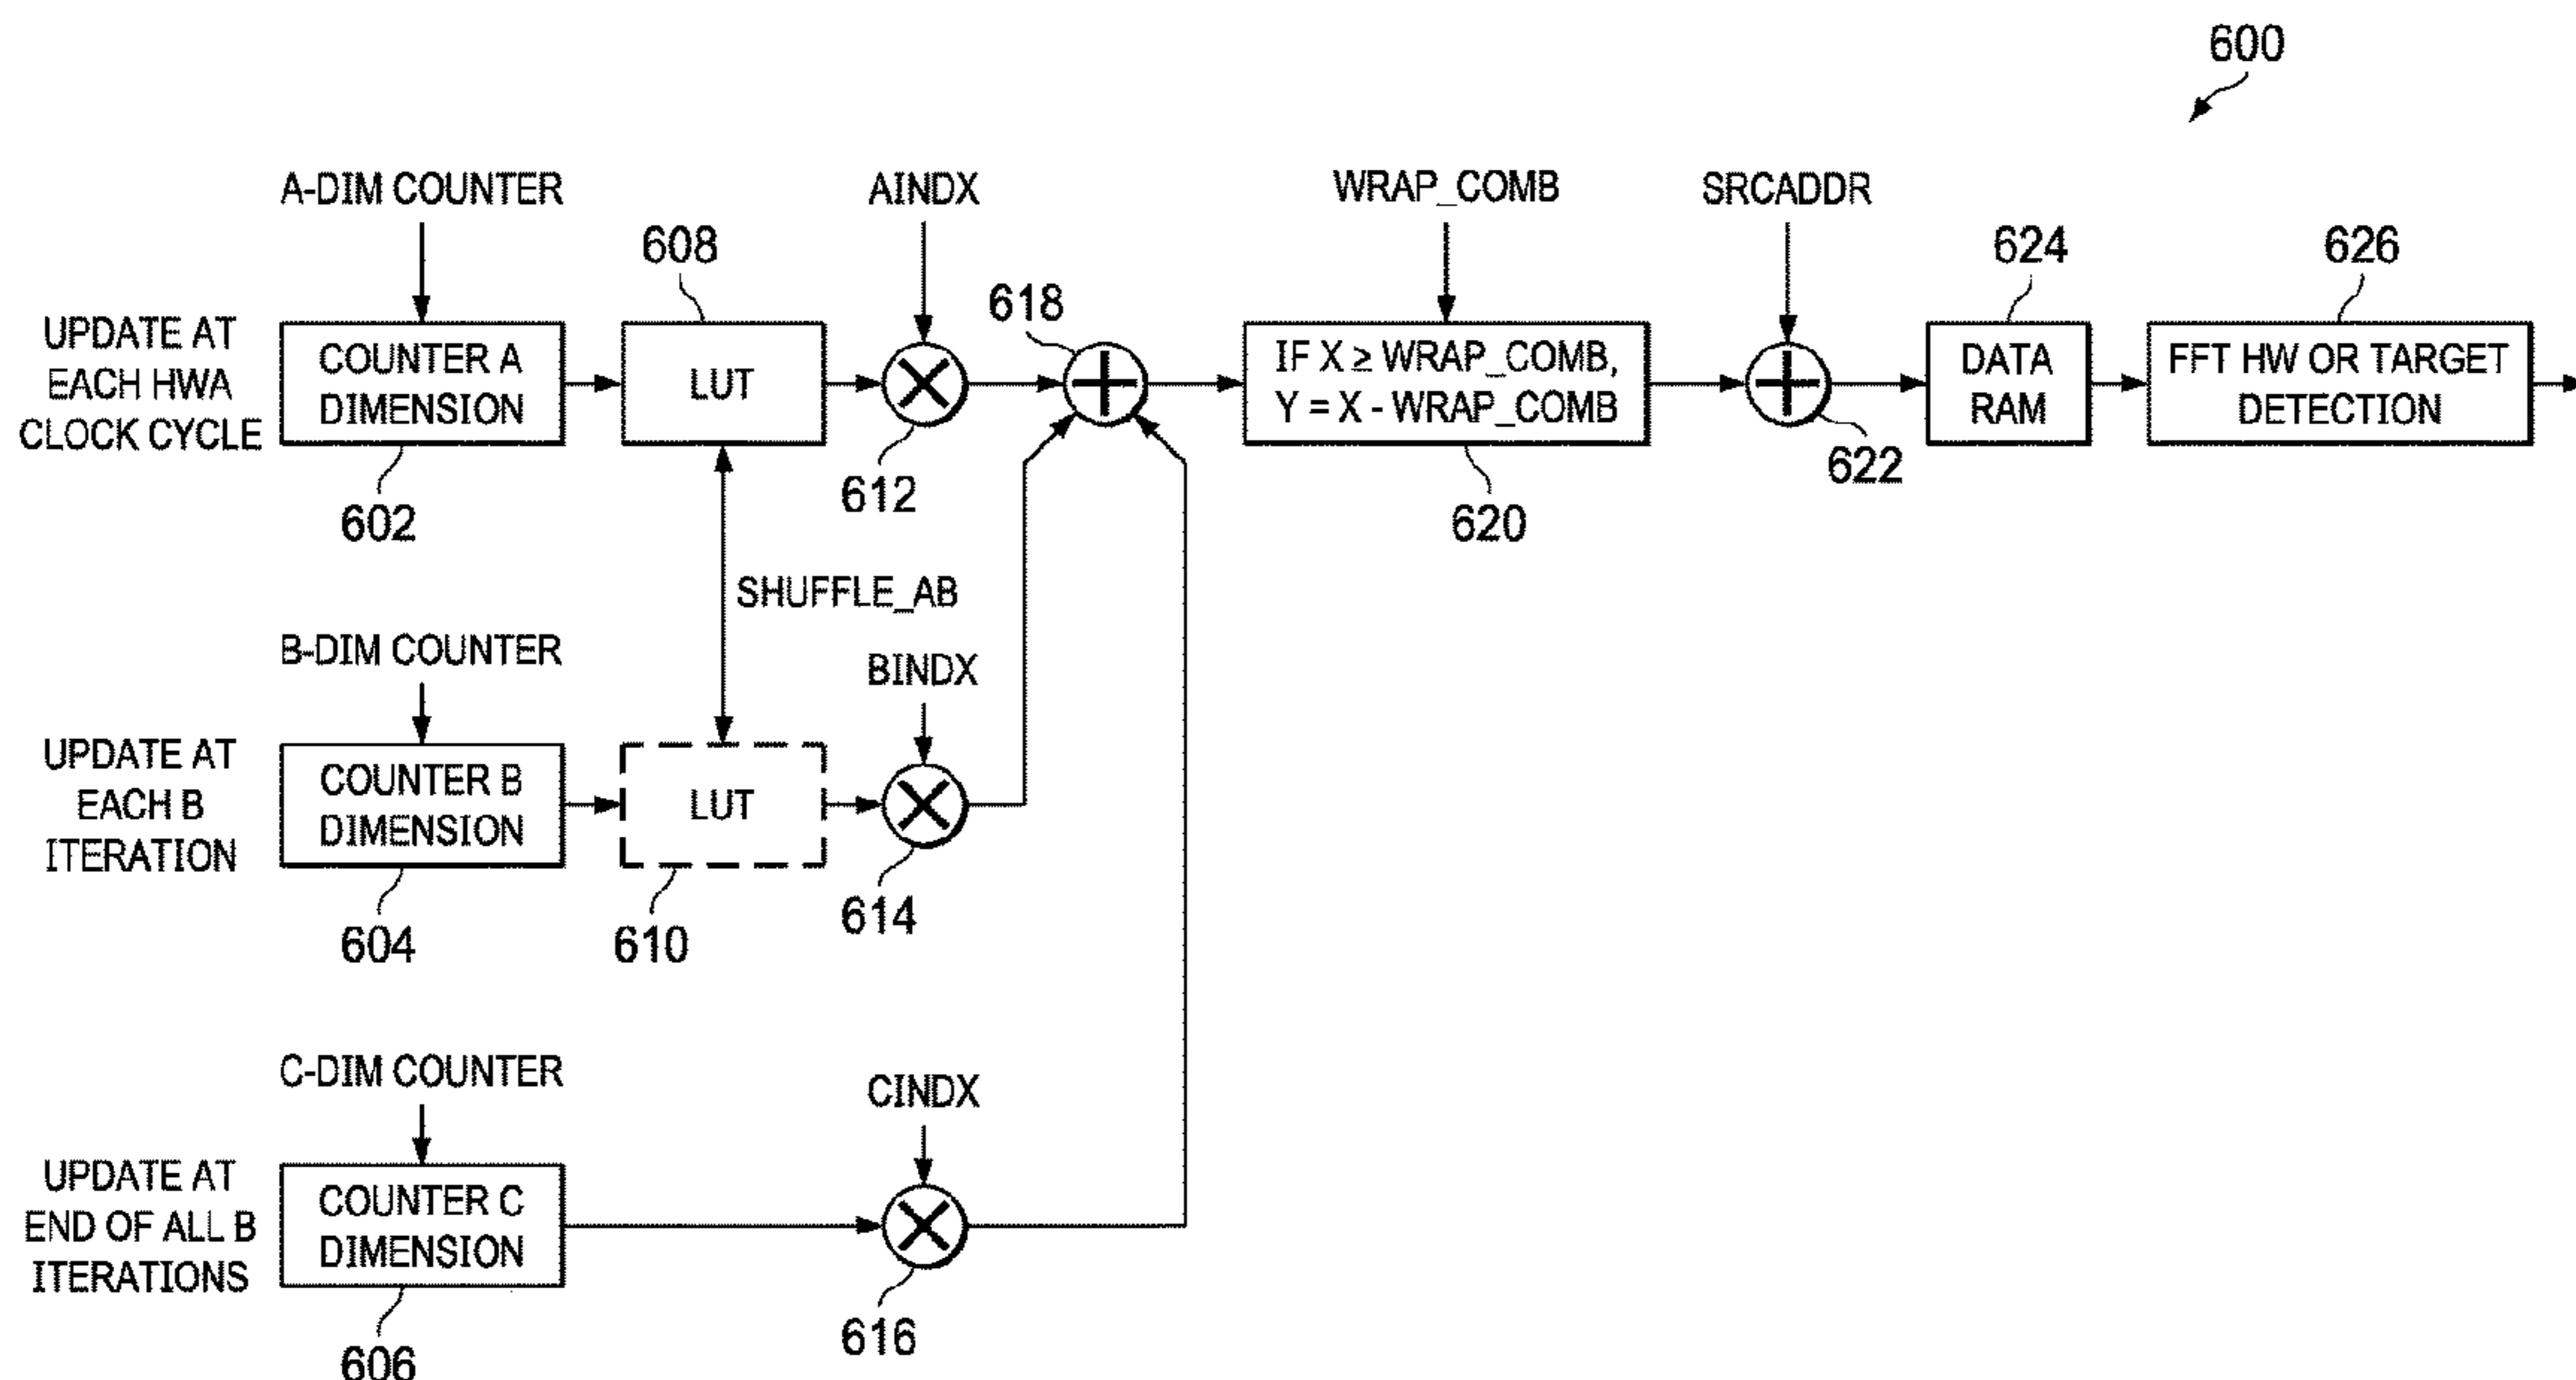 600
A-DIM COUNTER
AINDX
WRAP_COMB
SRCADDR
608
618
624
626
UPDATE AT
EACH HWA
CLOCK CYCLE
COUNTER A
DIMENSION
LUT
IF X ≥ WRAP_COMB,
Y = X - WRAP_COMB
DATA
RAM
FFT HW OR TARGET
DETECTION
602
612
620
622
SHUFFLE_AB
B-DIM COUNTER
BINDX
UPDATE AT
EACH B
ITERATION
COUNTER B
DIMENSION
LUT
604
610
614
C-DIM COUNTER
CINDX
UPDATE AT
END OF ALL B
ITERATIONS
COUNTER C
DIMENSION
606
616